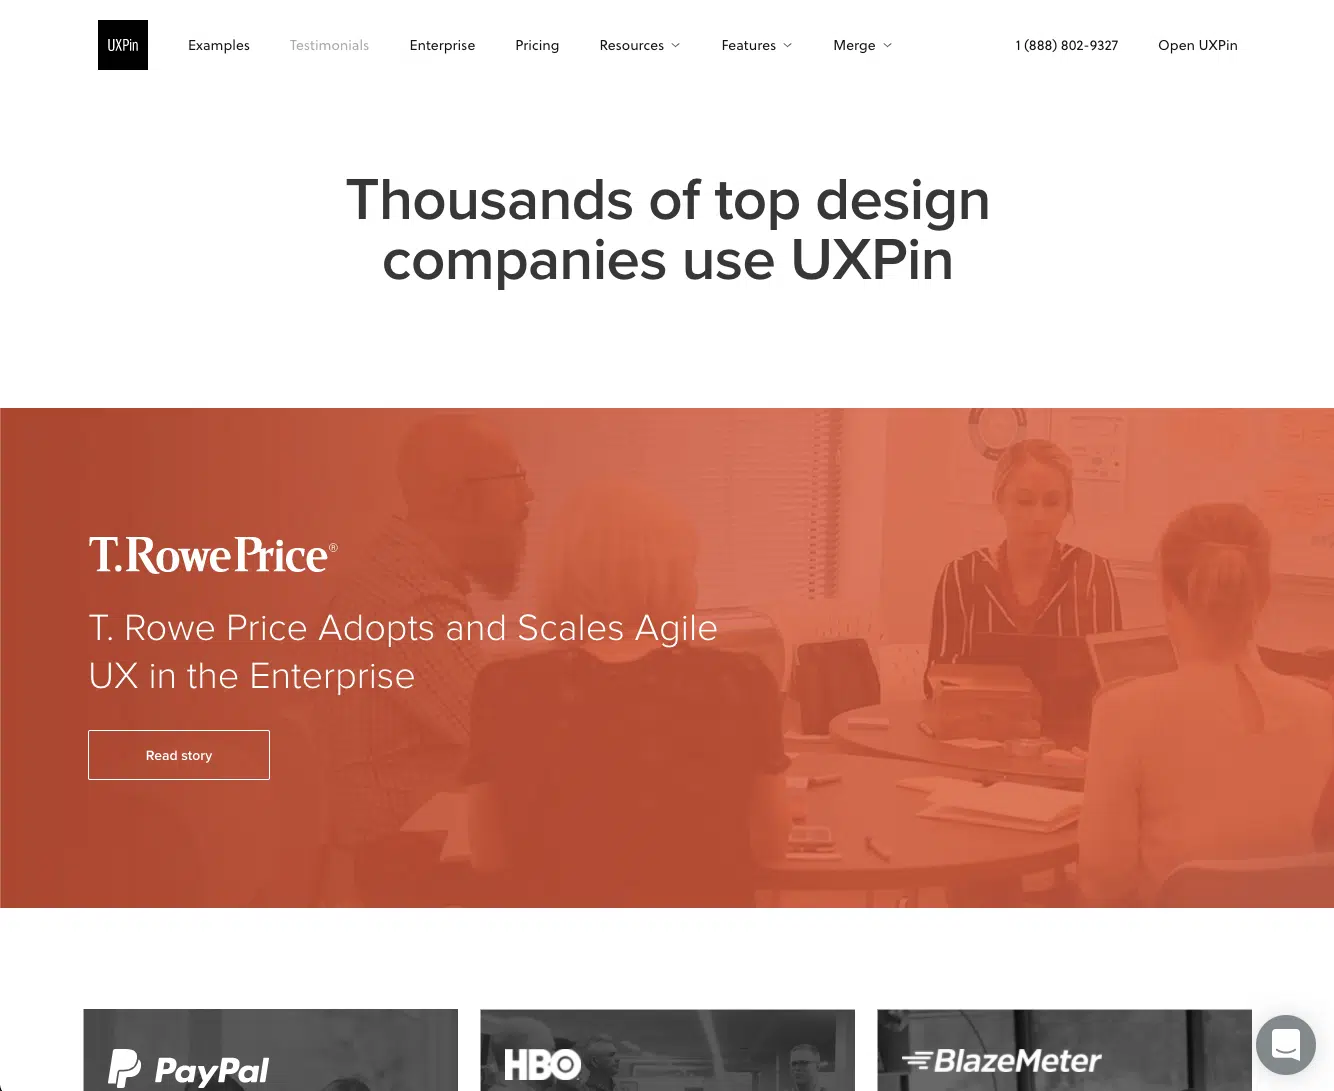 UXPin
Examples
Testimonials
Enterprise
Pricing
Resources
Features
Merge
1 (888) 802-9327
Open UXPin
Thousands of top design
companies use UXPin
T.RowePrice®
T. Rowe Price Adopts and Scales Agile
UX in the Enterprise
Read story
PayPal
HBO
BlazeMeter